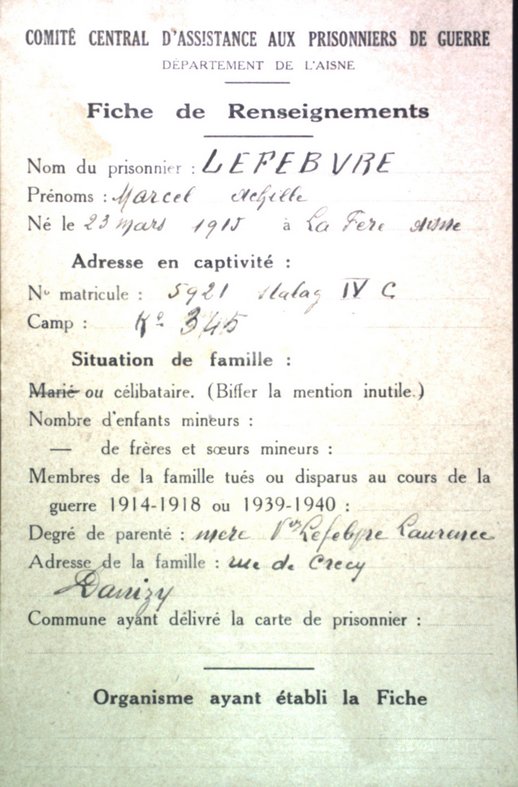 COMITÉ CENTRAL D'ASSISTANCE AUX PRISONNIERS DE GUERRE
DÉPARTEMENT DE L'AISNE
Fiche de Renseignements
Nom du prisonnier : LEFEBVRE
Prénoms : Marcel Achille
Né le 23 mars 1915 à La Fere Aisne
Adresse en captivité :
No matricule : 5921 Stalag IV C
Camp : Ko 345
Situation de famille :
Marié ou célibataire. (Biffer la mention inutile.)
Nombre d'enfants mineurs :
— de frères et sœurs mineurs :
Membres de la famille tués ou disparus au cours de la
guerre 1914-1918 ou 1939-1940 :
Degré de parenté : mere Vve Lefebvre Laurence
Adresse de la famille : rue de Crecy
Danizy
Commune ayant délivré la carte de prisonnier :
Organisme ayant établi la Fiche